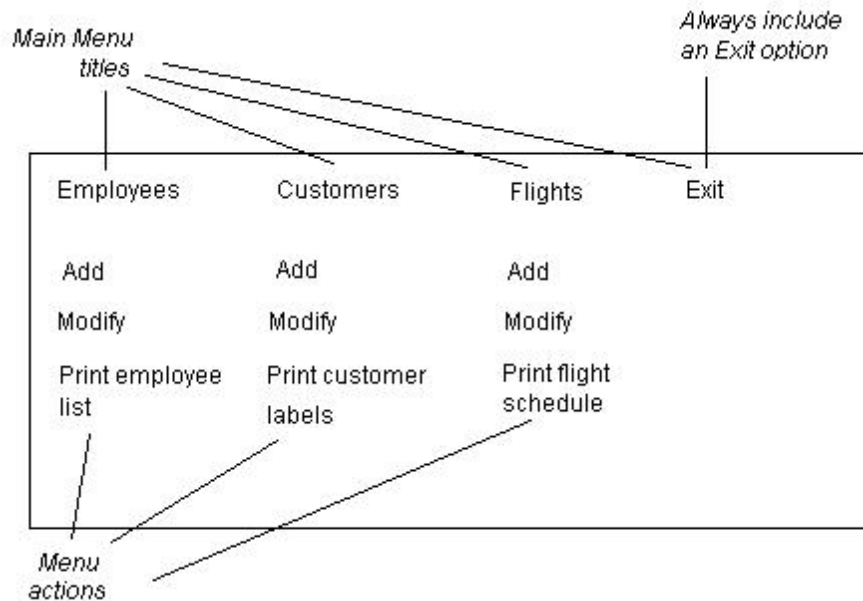 Main Menu
titles
Always include
an Exit option
Employees
Customers
Flights
Exit
Add
Add
Add
Modify
Modify
Modify
Print employee
list
Print customer
labels
Print flight
schedule
Menu
actions